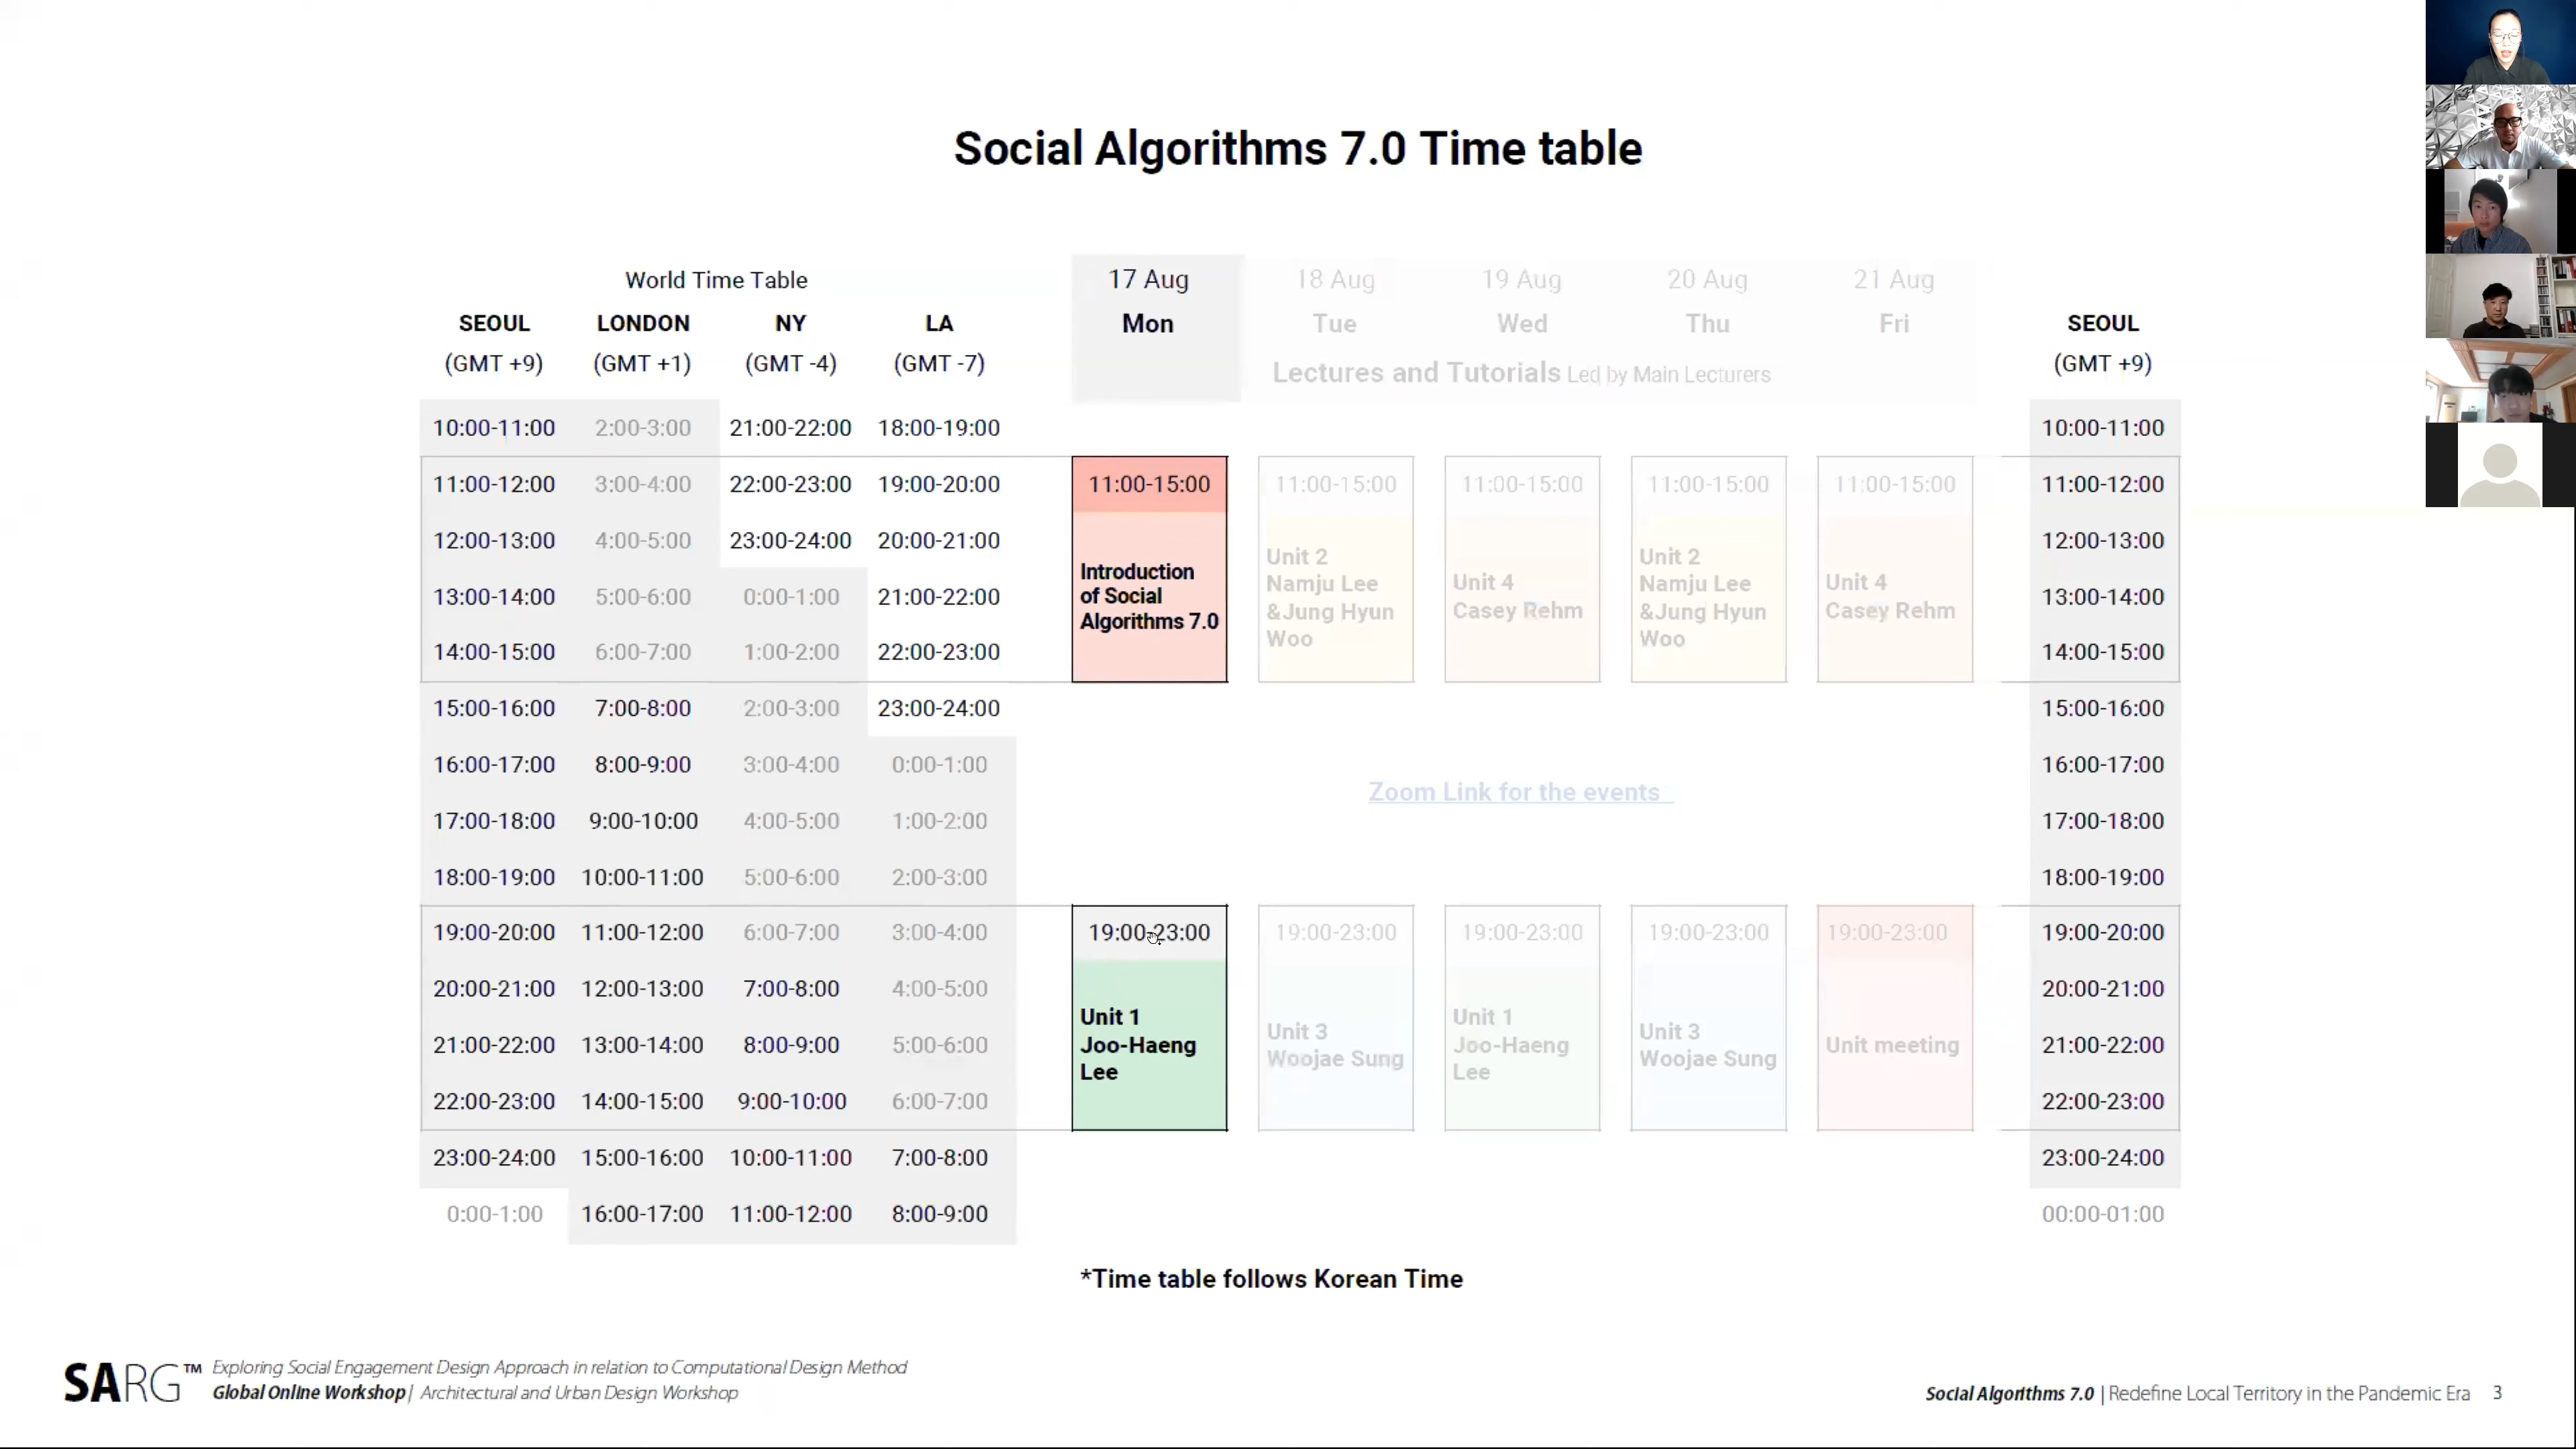 Social Algorithms 7.0 Time table
World Time Table
SEOUL LONDON NY LA
(GMT +9) (GMT +1) (GMT -4) (GMT -7)
17 Aug 18 Aug 19 Aug 20 Aug 21 Aug
Mon Tue Wed Thu Fri
Lectures and Tutorials Led by Main Lecturers
SEOUL
(GMT +9)
10:00-11:00 2:00-3:00 21:00-22:00 18:00-19:00
11:00-12:00 3:00-4:00 22:00-23:00 19:00-20:00
12:00-13:00 4:00-5:00 23:00-24:00 20:00-21:00
13:00-14:00 5:00-6:00 0:00-1:00 21:00-22:00
14:00-15:00 6:00-7:00 1:00-2:00 22:00-23:00
15:00-16:00 7:00-8:00 2:00-3:00 23:00-24:00
16:00-17:00 8:00-9:00 3:00-4:00 0:00-1:00
17:00-18:00 9:00-10:00 4:00-5:00 1:00-2:00
18:00-19:00 10:00-11:00 5:00-6:00 2:00-3:00
19:00-20:00 11:00-12:00 6:00-7:00 3:00-4:00
20:00-21:00 12:00-13:00 7:00-8:00 4:00-5:00
21:00-22:00 13:00-14:00 8:00-9:00 5:00-6:00
22:00-23:00 14:00-15:00 9:00-10:00 6:00-7:00
23:00-24:00 15:00-16:00 10:00-11:00 7:00-8:00
0:00-1:00 16:00-17:00 11:00-12:00 8:00-9:00
11:00-15:00
Introduction
of Social
Algorithms 7.0
11:00-15:00
Unit 2
Namju Lee
&Jung Hyun
Woo
11:00-15:00
Unit 4
Casey Rehm
11:00-15:00
Unit 2
Namju Lee
&Jung Hyun
Woo
11:00-15:00
Unit 4
Casey Rehm
Zoom Link for the events
19:00-23:00
Unit 1
Joo-Haeng
Lee
19:00-23:00
Unit 3
Woojae Sung
19:00-23:00
Unit 1
Joo-Haeng
Lee
19:00-23:00
Unit 3
Woojae Sung
19:00-23:00
Unit meeting
10:00-11:00
11:00-12:00
12:00-13:00
13:00-14:00
14:00-15:00
15:00-16:00
16:00-17:00
17:00-18:00
18:00-19:00
19:00-20:00
20:00-21:00
21:00-22:00
22:00-23:00
23:00-24:00
00:00-01:00
*Time table follows Korean Time
SARG™
Exploring Social Engagement Design Approach in relation to Computational Design Method
Global Online Workshop | Architectural and Urban Design Workshop
Social Algorithms 7.0 | Redefine Local Territory in the Pandemic Era 3